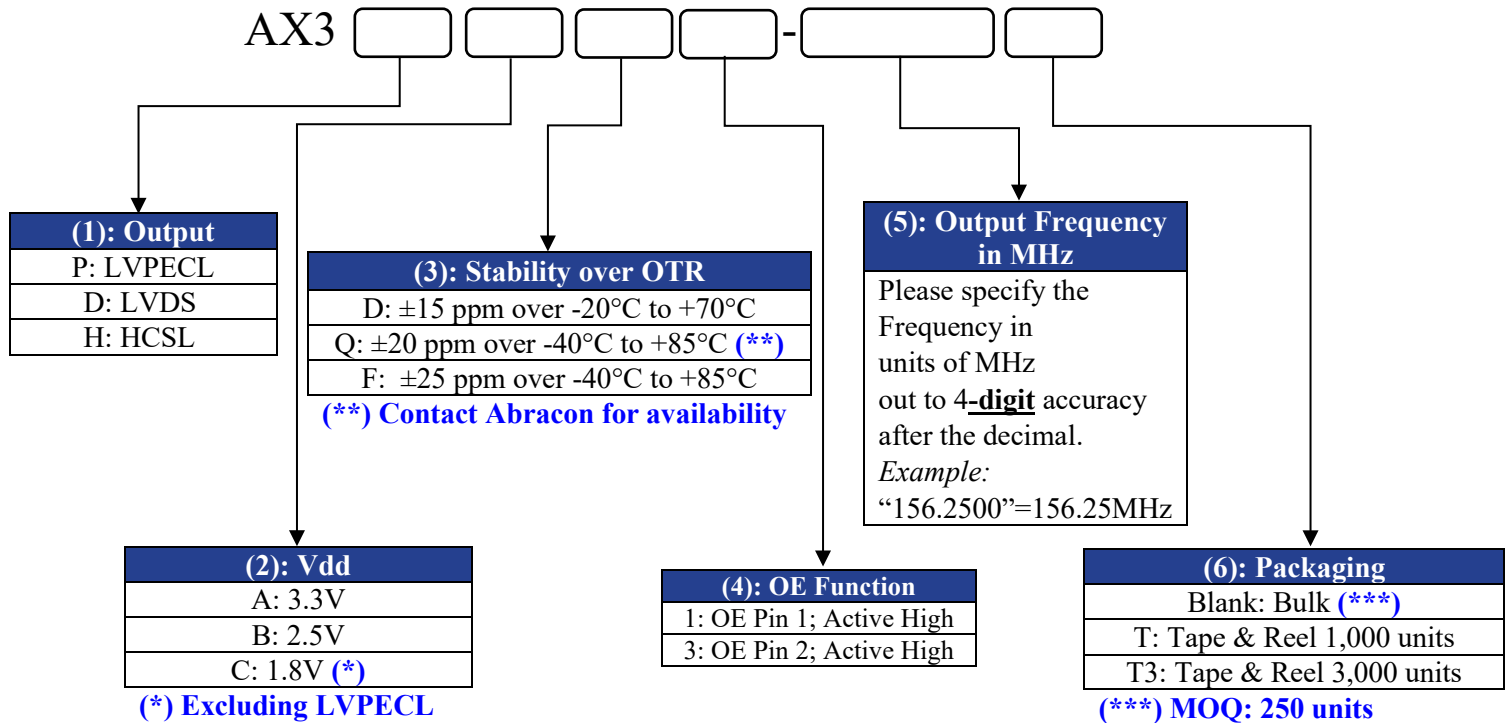 AX3 -
(1): Output
P: LVPECL
D: LVDS
H: HCSL
(2): Vdd
A: 3.3V
B: 2.5V
C: 1.8V (*)
(*) Excluding LVPECL
(3): Stability over OTR
D: ±15 ppm over -20°C to +70°C
Q: ±20 ppm over -40°C to +85°C (**)
F: ±25 ppm over -40°C to +85°C
(**) Contact Abracon for availability
(4): OE Function
1: OE Pin 1; Active High
3: OE Pin 2; Active High
(5): Output Frequency
in MHz
Please specify the
Frequency in
units of MHz
out to 4-digit accuracy
after the decimal.
Example:
“156.2500”=156.25MHz
(6): Packaging
Blank: Bulk (***)
T: Tape & Reel 1,000 units
T3: Tape & Reel 3,000 units
(***) MOQ: 250 units